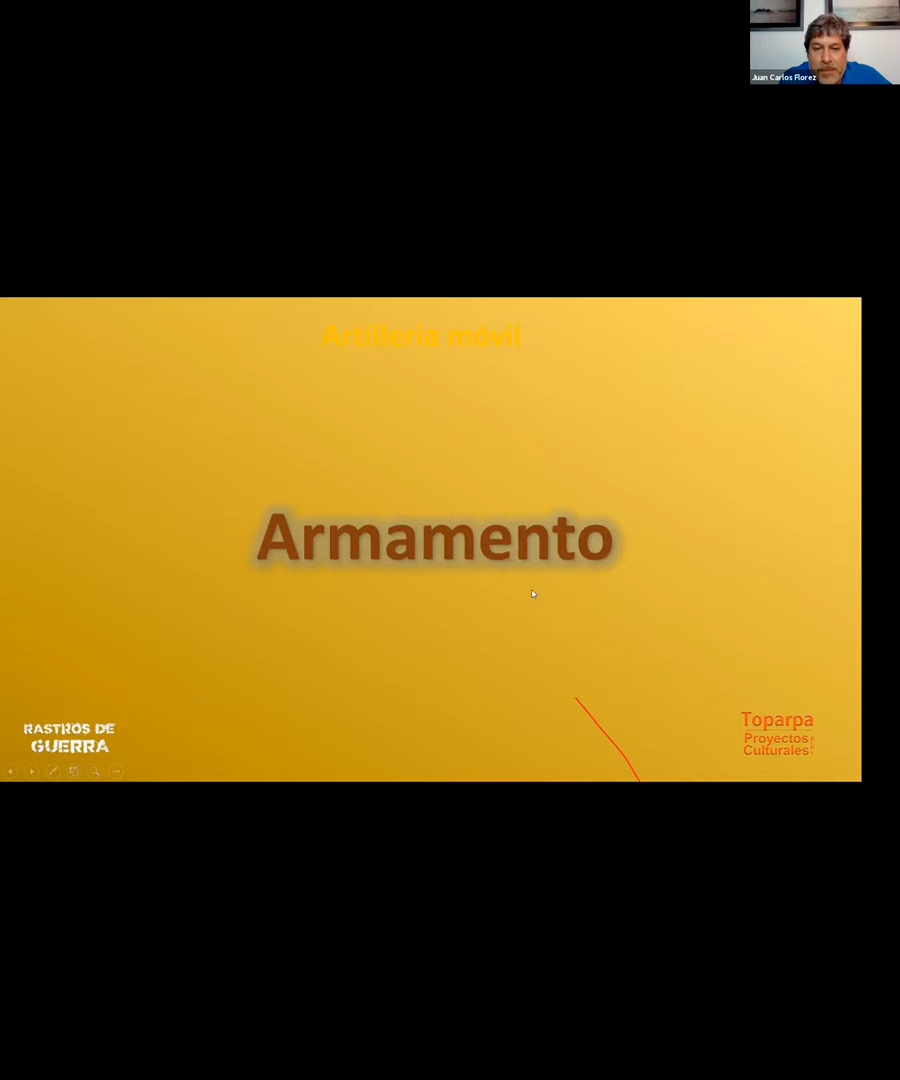 Juan Carlos Florez
Artillería móvil
Armamento
RASTROS DE
GUERRA
Toparpa
Proyectos
Culturales